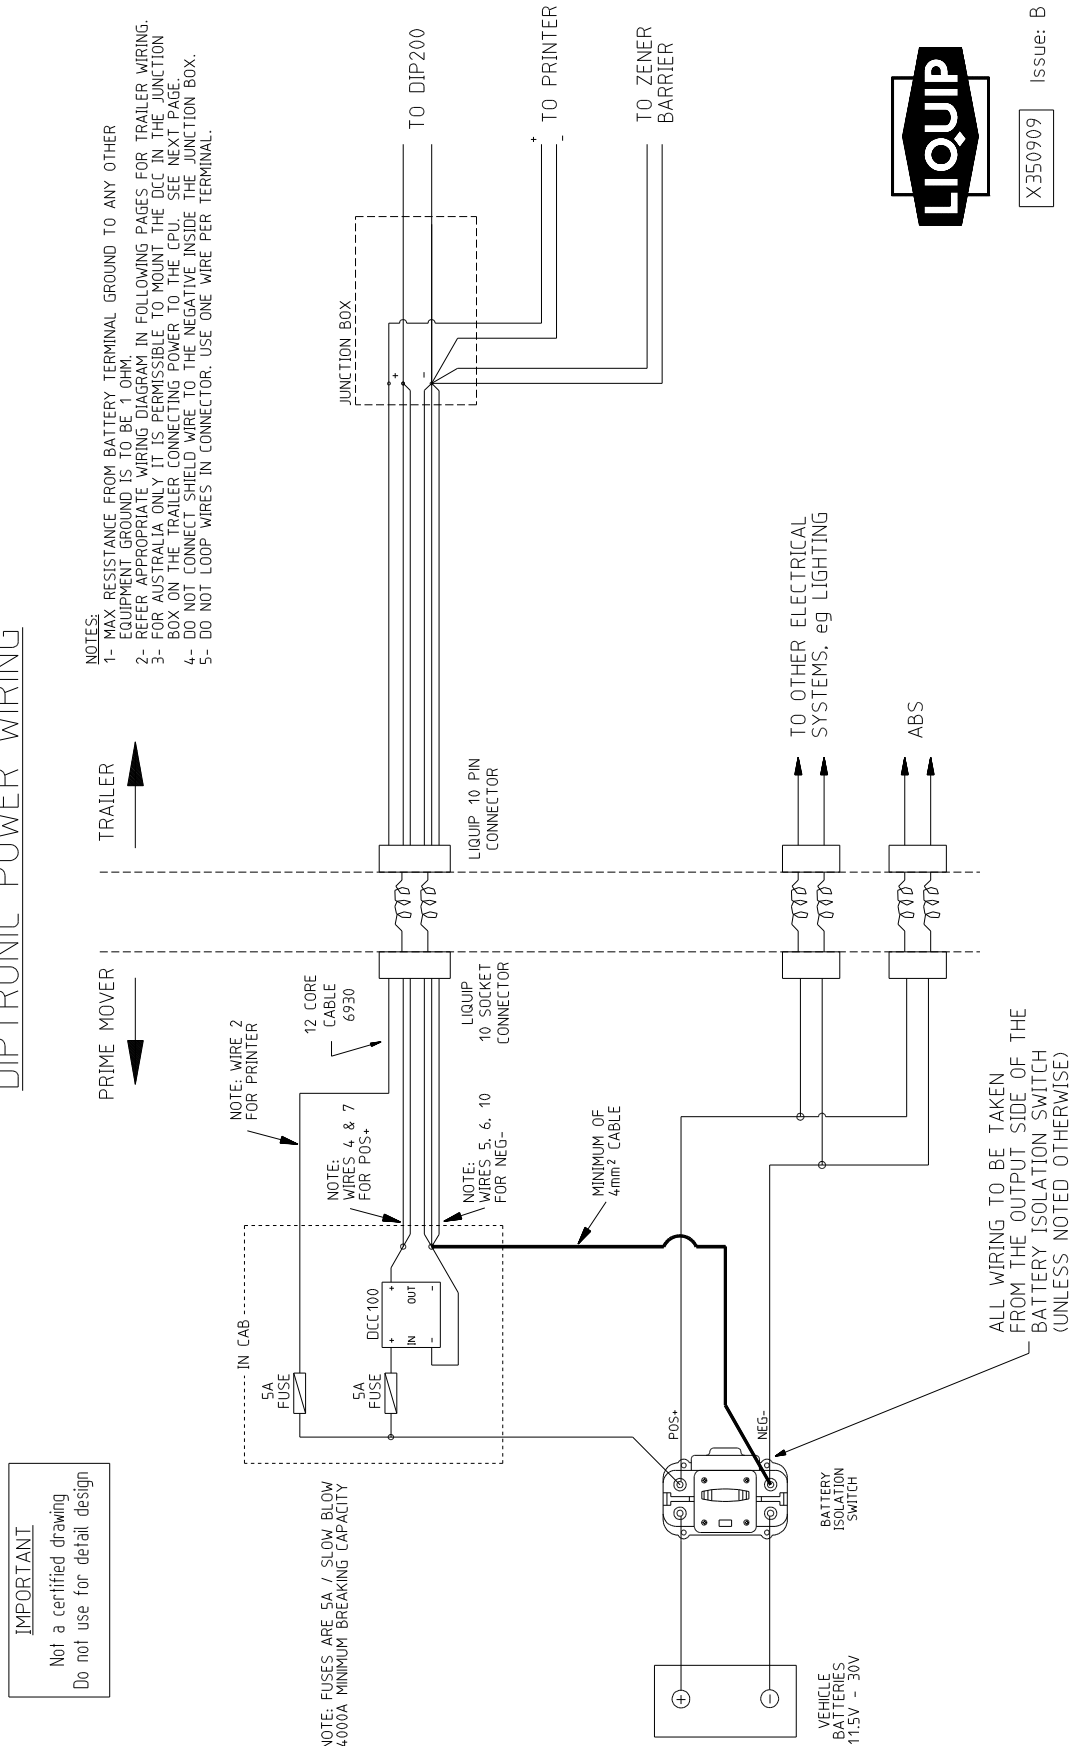 DIPTRONIC POWER WIRING
IMPORTANT
Not a certified drawing
Do not use for detail design
PRIME MOVER
TRAILER
NOTES:
1- MAX RESISTANCE FROM BATTERY TERMINAL GROUND TO ANY OTHER
EQUIPMENT GROUND IS TO BE 1 OHM.
2- REFER APPROPRIATE WIRING DIAGRAM IN FOLLOWING PAGES FOR TRAILER WIRING.
3- FOR AUSTRALIA ONLY IT IS PERMISSIBLE TO MOUNT THE DCC IN THE JUNCTION
BOX ON THE TRAILER CONNECTING POWER TO THE CPU. SEE NEXT PAGE.
4- DO NOT CONNECT SHIELD WIRE TO THE NEGATIVE INSIDE THE JUNCTION BOX.
5- DO NOT LOOP WIRES IN CONNECTOR. USE ONE WIRE PER TERMINAL.
NOTE: FUSES ARE 5A / SLOW BLOW
4000A MINIMUM BREAKING CAPACITY
IN CAB
5A
FUSE
5A
FUSE
DCC100
+
+
IN
OUT
-
-
NOTE: WIRE 2
FOR PRINTER
12 CORE
CABLE
6930
NOTE:
WIRES 4 & 7
FOR POS+
NOTE:
WIRES 5, 6, 10
FOR NEG-
LIQUIP
10 SOCKET
CONNECTOR
LIQUIP 10 PIN
CONNECTOR
JUNCTION BOX
+
-
TO DIP200
+
-
TO PRINTER
TO ZENER
BARRIER
MINIMUM OF
4mm² CABLE
POS+
NEG-
BATTERY
ISOLATION
SWITCH
VEHICLE
BATTERIES
11.5V - 30V
+
-
TO OTHER ELECTRICAL
SYSTEMS, eg LIGHTING
ABS
ALL WIRING TO BE TAKEN
FROM THE OUTPUT SIDE OF THE
BATTERY ISOLATION SWITCH
(UNLESS NOTED OTHERWISE)
LIQUIP
X350909 Issue: B